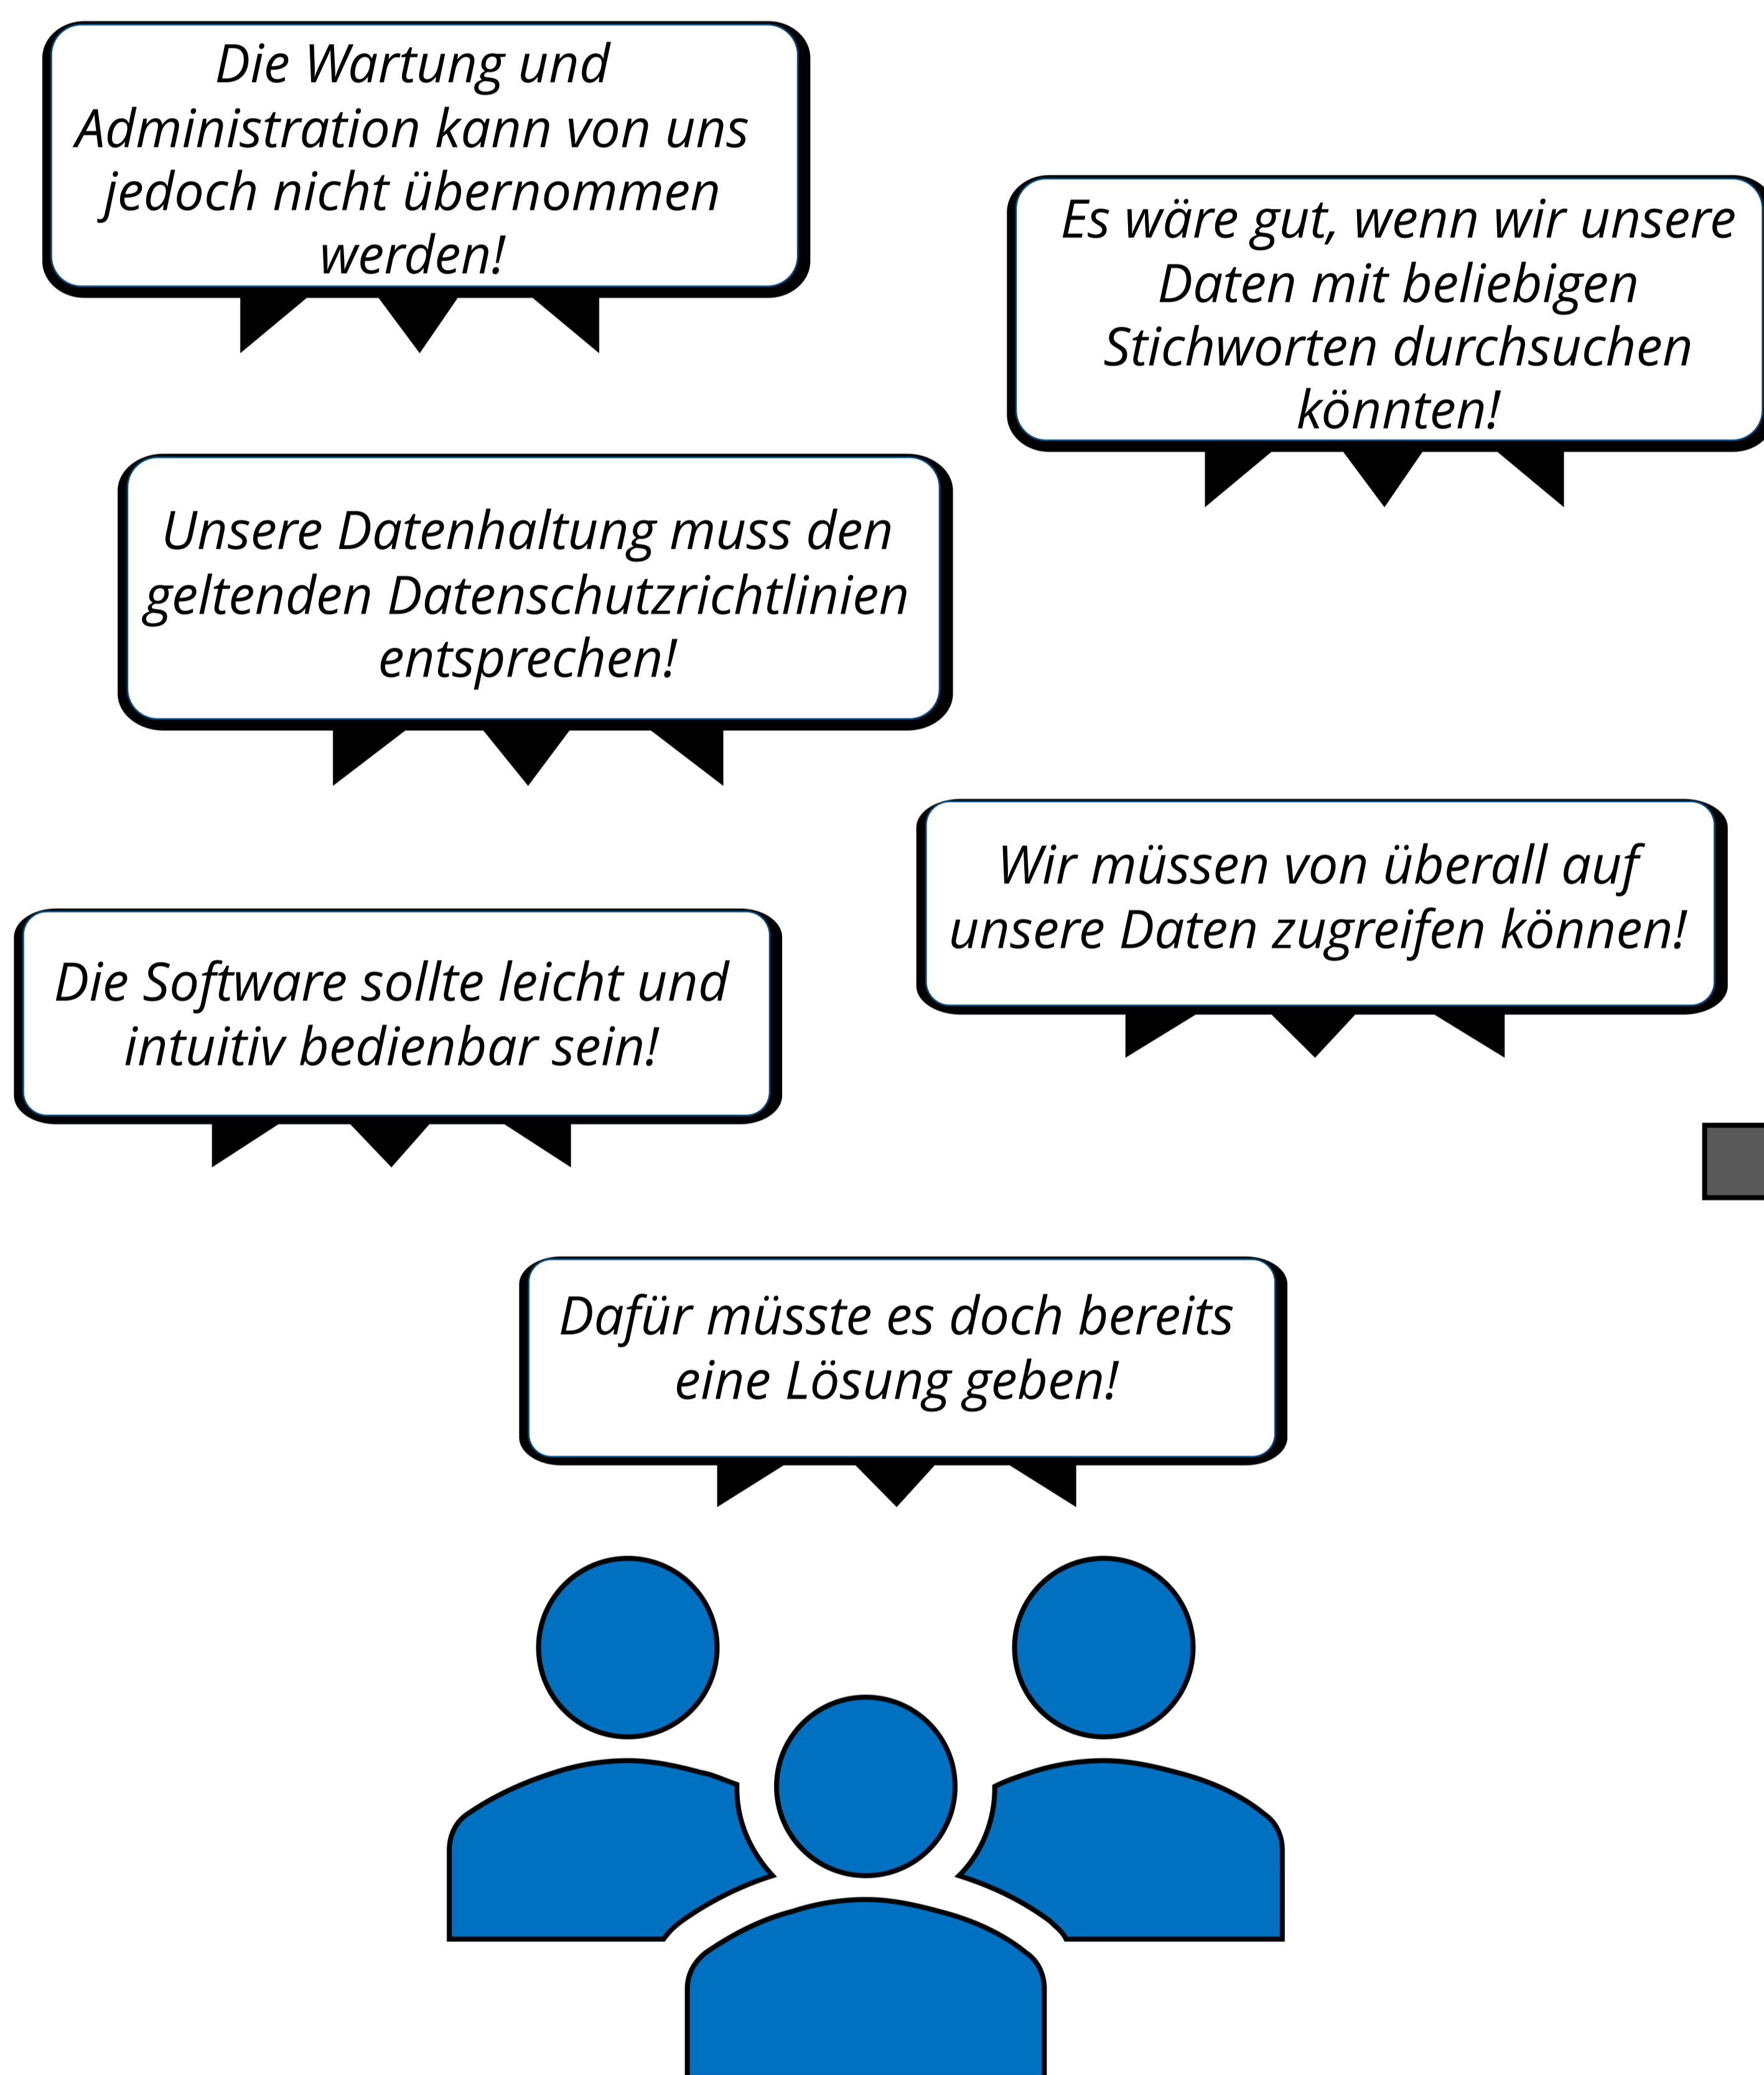 Die Wartung und
Administration kann von uns
jedoch nicht übernommen
werden!
Es wäre gut, wenn wir unsere
Daten mit beliebigen
Stichworten durchsuchen
könnten!
Unsere Datenhaltung muss den
geltenden Datenschutzrichtlinien
entsprechen!
Wir müssen von überall auf
unsere Daten zugreifen können!
Die Software sollte leicht und
intuitiv bedienbar sein!
Dafür müsste es doch bereits
eine Lösung geben!